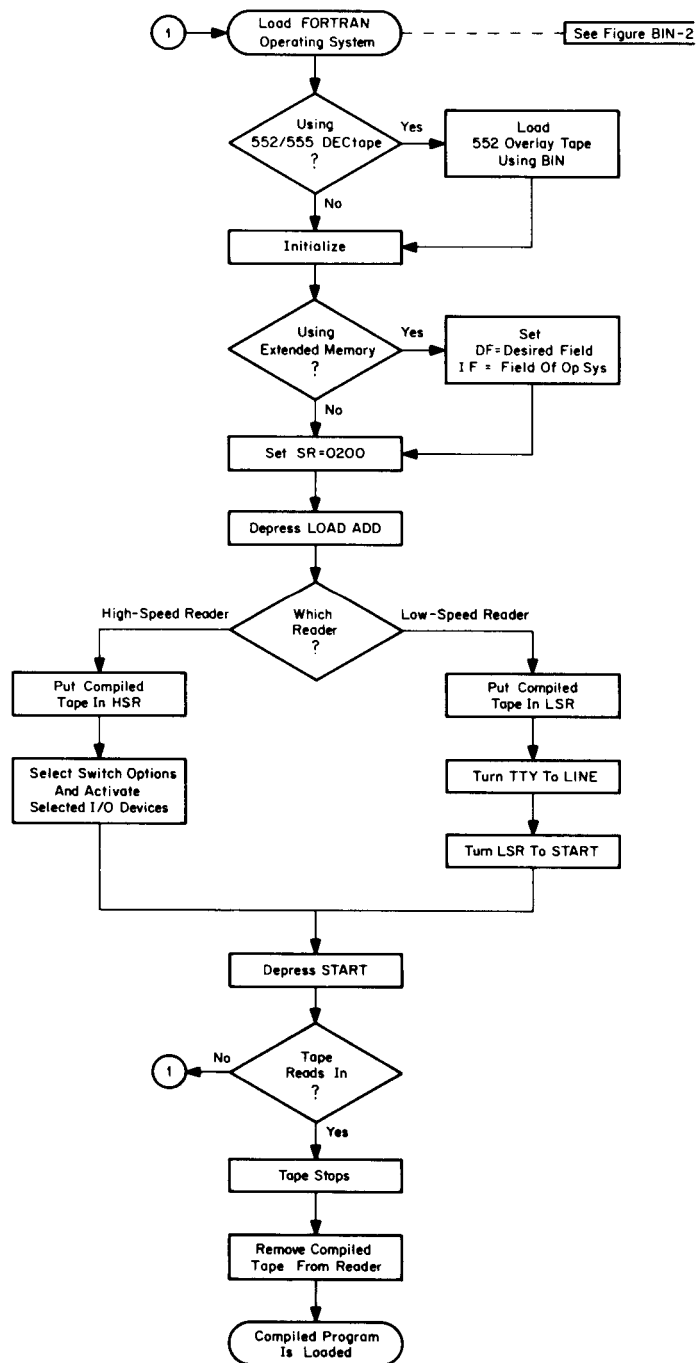 1
Load FORTRAN
Operating System
See Figure BIN-2
Using
552/555 DECtape
?
Yes
Load
552 Overlay Tape
Using BIN
No
Initialize
Using
Extended Memory
?
Yes
Set
DF=Desired Field
IF = Field Of Op Sys
No
Set SR=0200
Depress LOAD ADD
High-Speed Reader
Which
Reader
?
Low-Speed Reader
Put Compiled
Tape In HSR
Select Switch Options
And Activate
Selected I/O Devices
Put Compiled
Tape In LSR
Turn TTY To LINE
Turn LSR To START
Depress START
Tape
Reads In
?
No
1
Yes
Tape Stops
Remove Compiled
Tape From Reader
Compiled Program
Is Loaded